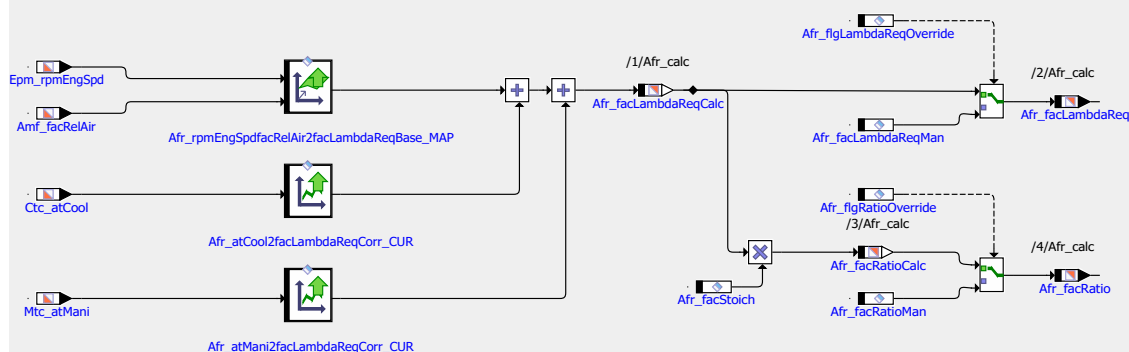 Afr_flgLambdaReqOverride
Epm_rpmEngSpd
/1/Afr_calc
/2/Afr_calc
Afr_facLambdaReqCalc
Afr_facLambdaReq
Amf_facRelAir
Afr_rpmEngSpdfacRelAir2facLambdaReqBase_MAP
Afr_facLambdaReqMan
Ctc_atCool
Afr_flgRatioOverride
/3/Afr_calc
Afr_atCool2facLambdaReqCorr_CUR
/4/Afr_calc
Afr_facRatioCalc
Afr_facStoich
Afr_facRatio
Mtc_atMani
Afr_facRatioMan
Afr_atMani2facLambdaReqCorr_CUR